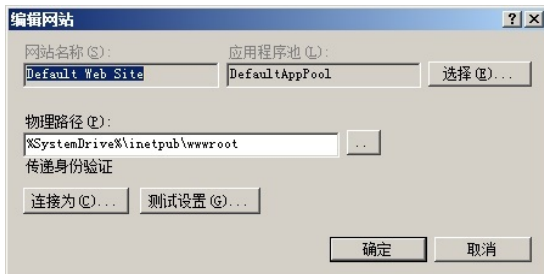 编辑网站
网站名称(S): 应用程序池(L):
Default Web Site DefaultAppPool 选择(E)...
物理路径(P):
%SystemDrive%\inetpub\wwwroot ..
传递身份验证
连接为(C)... 测试设置(G)...
确定 取消